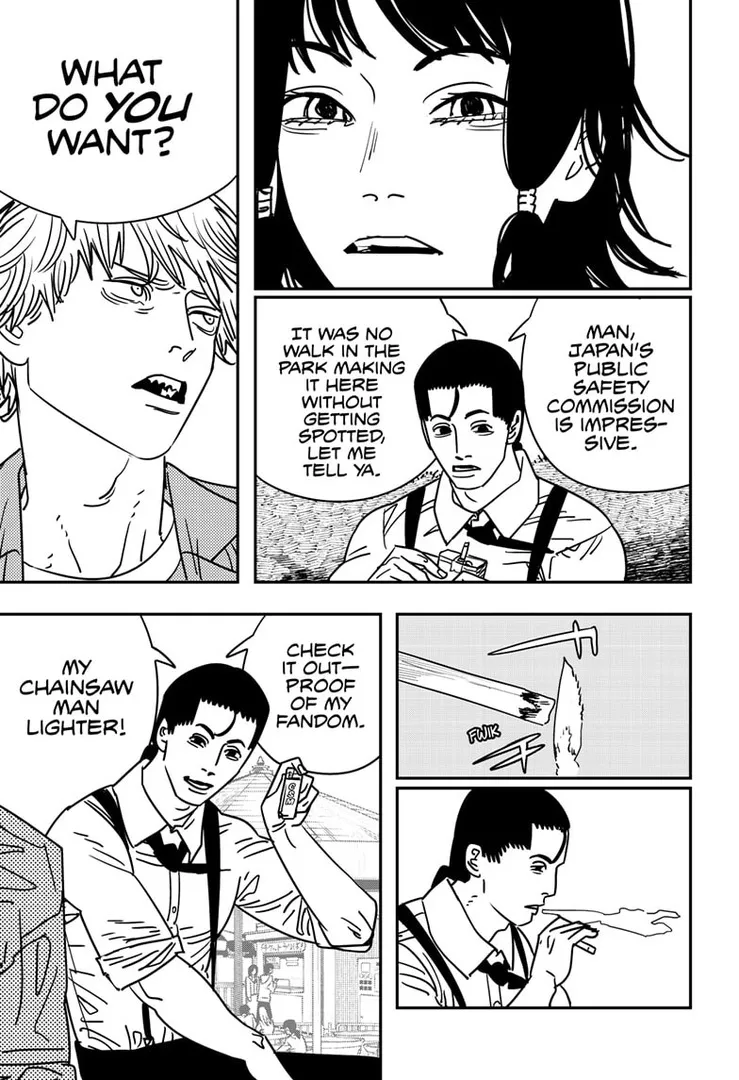 MAN,
JAPAN'S
PUBLIC
SAFETY
COMMISSION
IS IMPRES-
SIVE.
IT WAS NO
WALK IN THE
PARK MAKING
IT HERE
WITHOUT
GETTING
SPOTTED,
LET ME
TELL YA.
WHAT
DO YOU
WANT?
FWIK
CHECK
IT OUT—
PROOF
OF MY
FANDOM.
MY
CHAINSAW
MAN
LIGHTER!